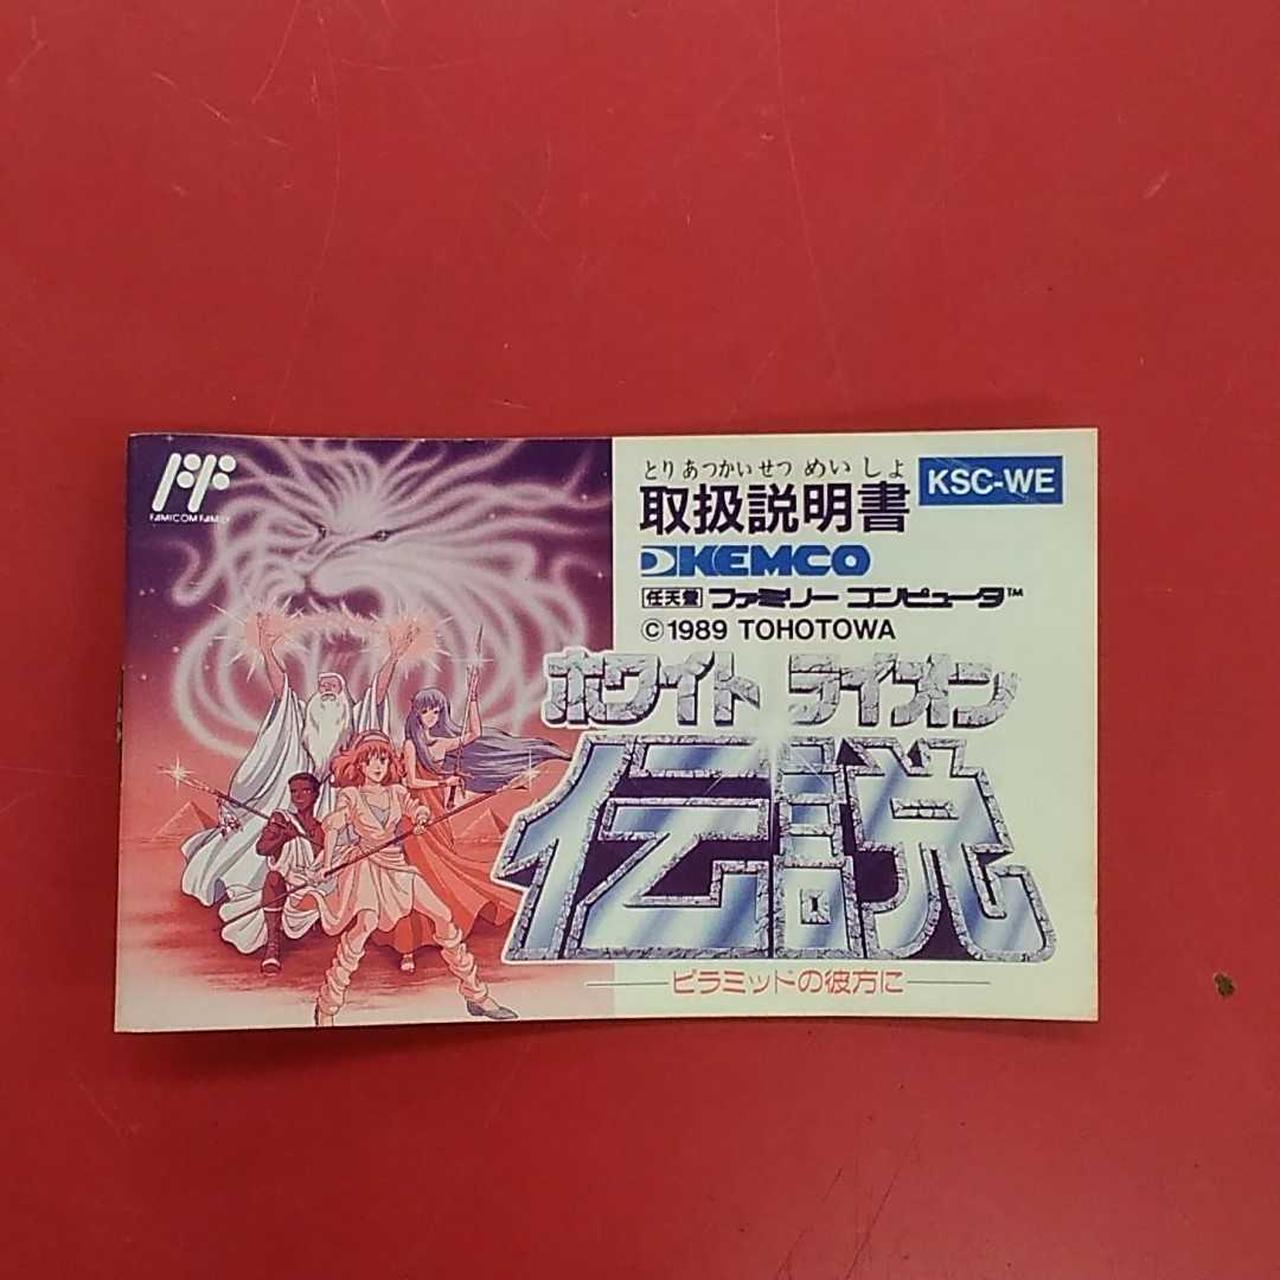 FAMICOM FAMILY
とりあつかいせつめいしょ
取扱説明書
KSC-WE
KEMCO
任天堂 ファミリー コンピュータ™
©1989 TOHOTOWA
ホワイト ライオン
伝説
ピラミッドの彼方に